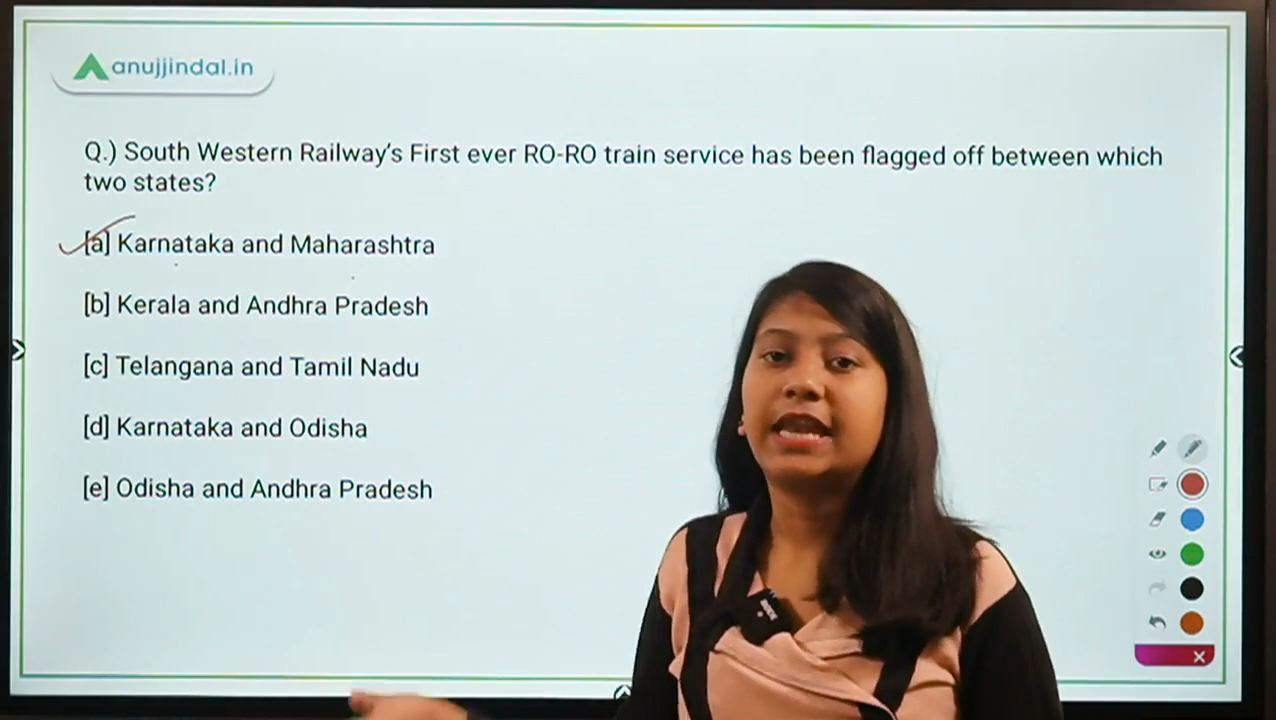 anujjindal.in
Q.) South Western Railway's First ever RO-RO train service has been flagged off between which
two states?
[a] Karnataka and Maharashtra
[b] Kerala and Andhra Pradesh
[c] Telangana and Tamil Nadu
[d] Karnataka and Odisha
[e] Odisha and Andhra Pradesh